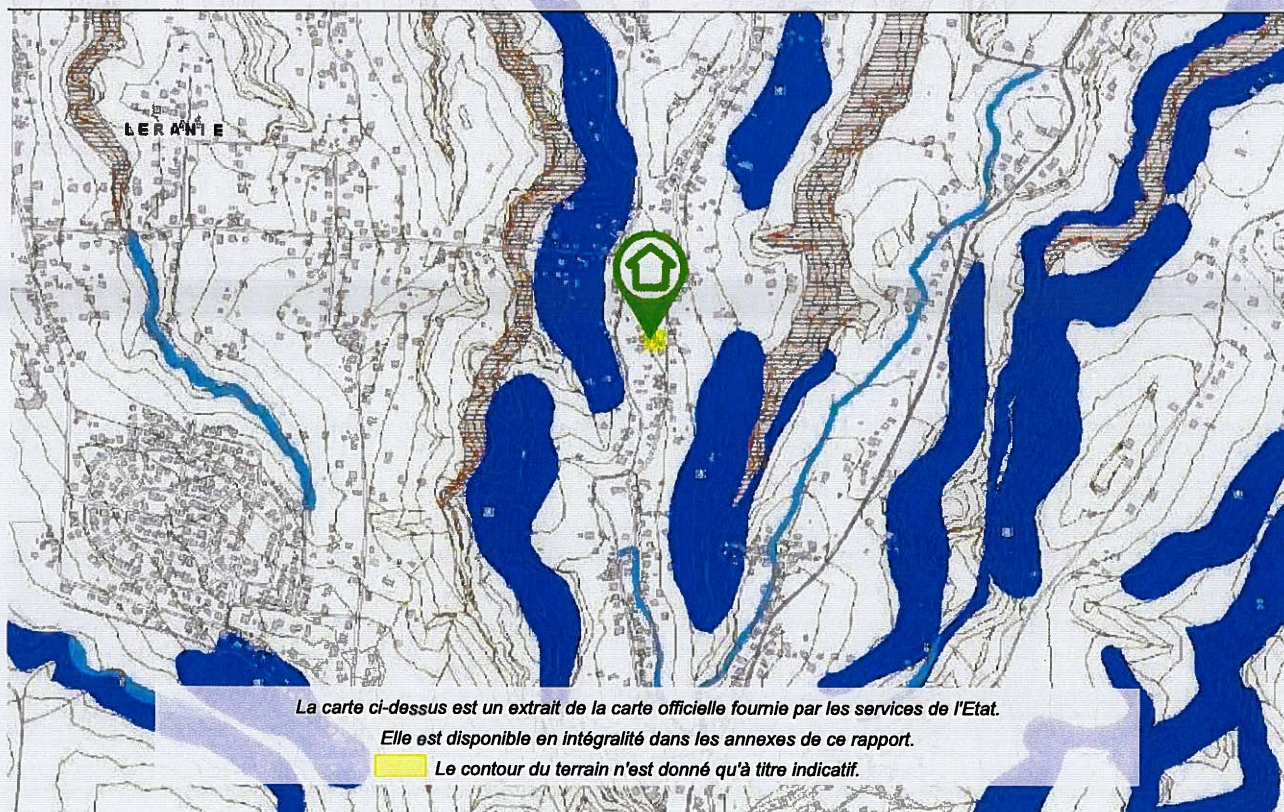 La carte ci-dessus est un extrait de la carte officielle fournie par les services de l'Etat.
Elle est disponible en intégralité dans les annexes de ce rapport.
Le contour du terrain n'est donné qu'à titre indicatif.